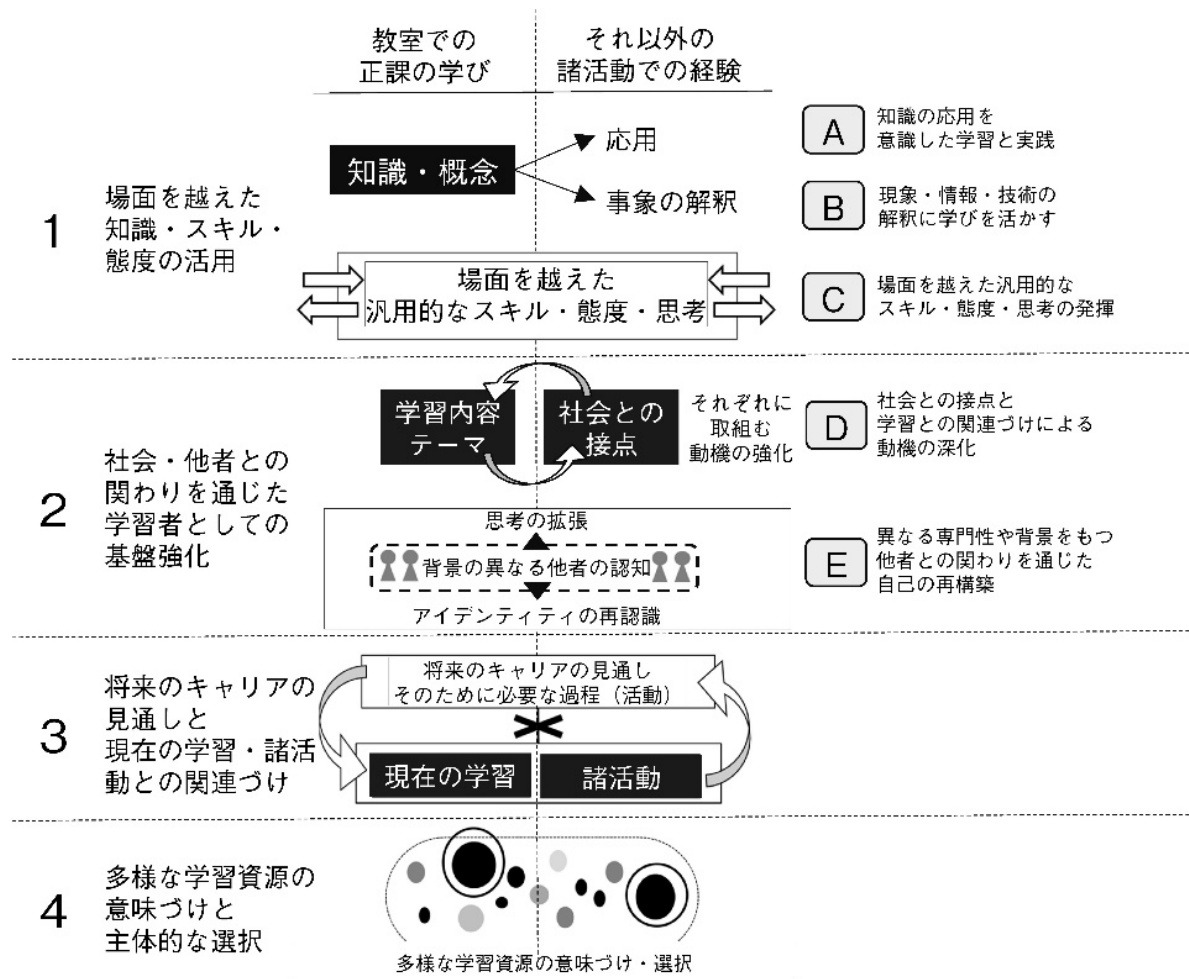 教室での
正課の学び
それ以外の
諸活動での経験
1
場面を越えた
知識・スキル・
態度の活用
知識・概念
応用
事象の解釈
場面を越えた
汎用的なスキル・態度・思考
A
知識の応用を
意識した学習と実践
B
現象・情報・技術の
解釈に学びを活かす
C
場面を越えた汎用的な
スキル・態度・思考の発揮
2
社会・他者との
関わりを通じた
学習者としての
基盤強化
学習内容
テーマ
社会との
接点
それぞれに
取組む
動機の強化
思考の拡張
背景の異なる他者の認知
アイデンティティの再認識
D
社会との接点と
学習との関連づけによる
動機の深化
E
異なる専門性や背景をもつ
他者との関わりを通じた
自己の再構築
3
将来のキャリアの
見通しと
現在の学習・諸活
動との関連づけ
将来のキャリアの見通し
そのために必要な過程（活動）
現在の学習
諸活動
4
多様な学習資源の
意味づけと
主体的な選択
多様な学習資源の意味づけ・選択